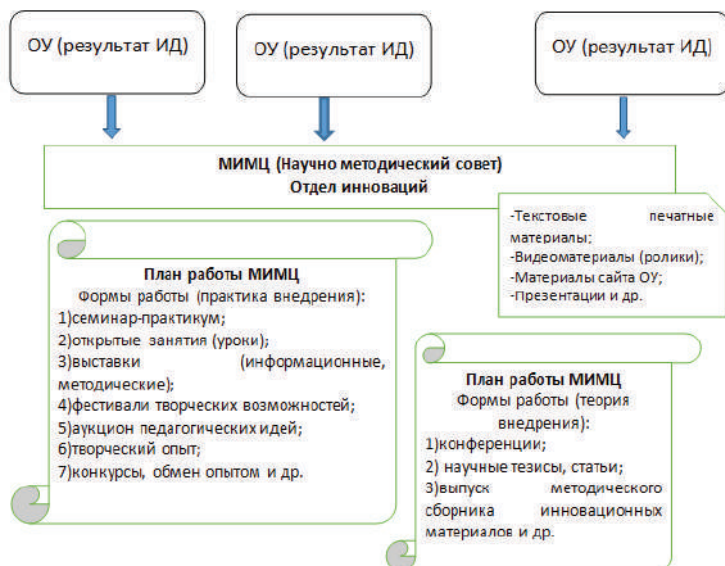 ОУ (результат ИД)
ОУ (результат ИД)
ОУ (результат ИД)
МИМЦ (Научно методический совет)
Отдел инноваций
-Текстовые печатные
материалы;
-Видеоматериалы (ролики);
-Материалы сайта ОУ;
-Презентации и др.
План работы МИМЦ
Формы работы (практика внедрения):
1)семинар-практикум;
2)открытые занятия (уроки);
3)выставки (информационные,
методические);
4)фестивали творческих возможностей;
5)аукцион педагогических идей;
6)творческий опыт;
7)конкурсы, обмен опытом и др.
План работы МИМЦ
Формы работы (теория
внедрения):
1)конференции;
2) научные тезисы, статьи;
3)выпуск методического
сборника инновационных
материалов и др.